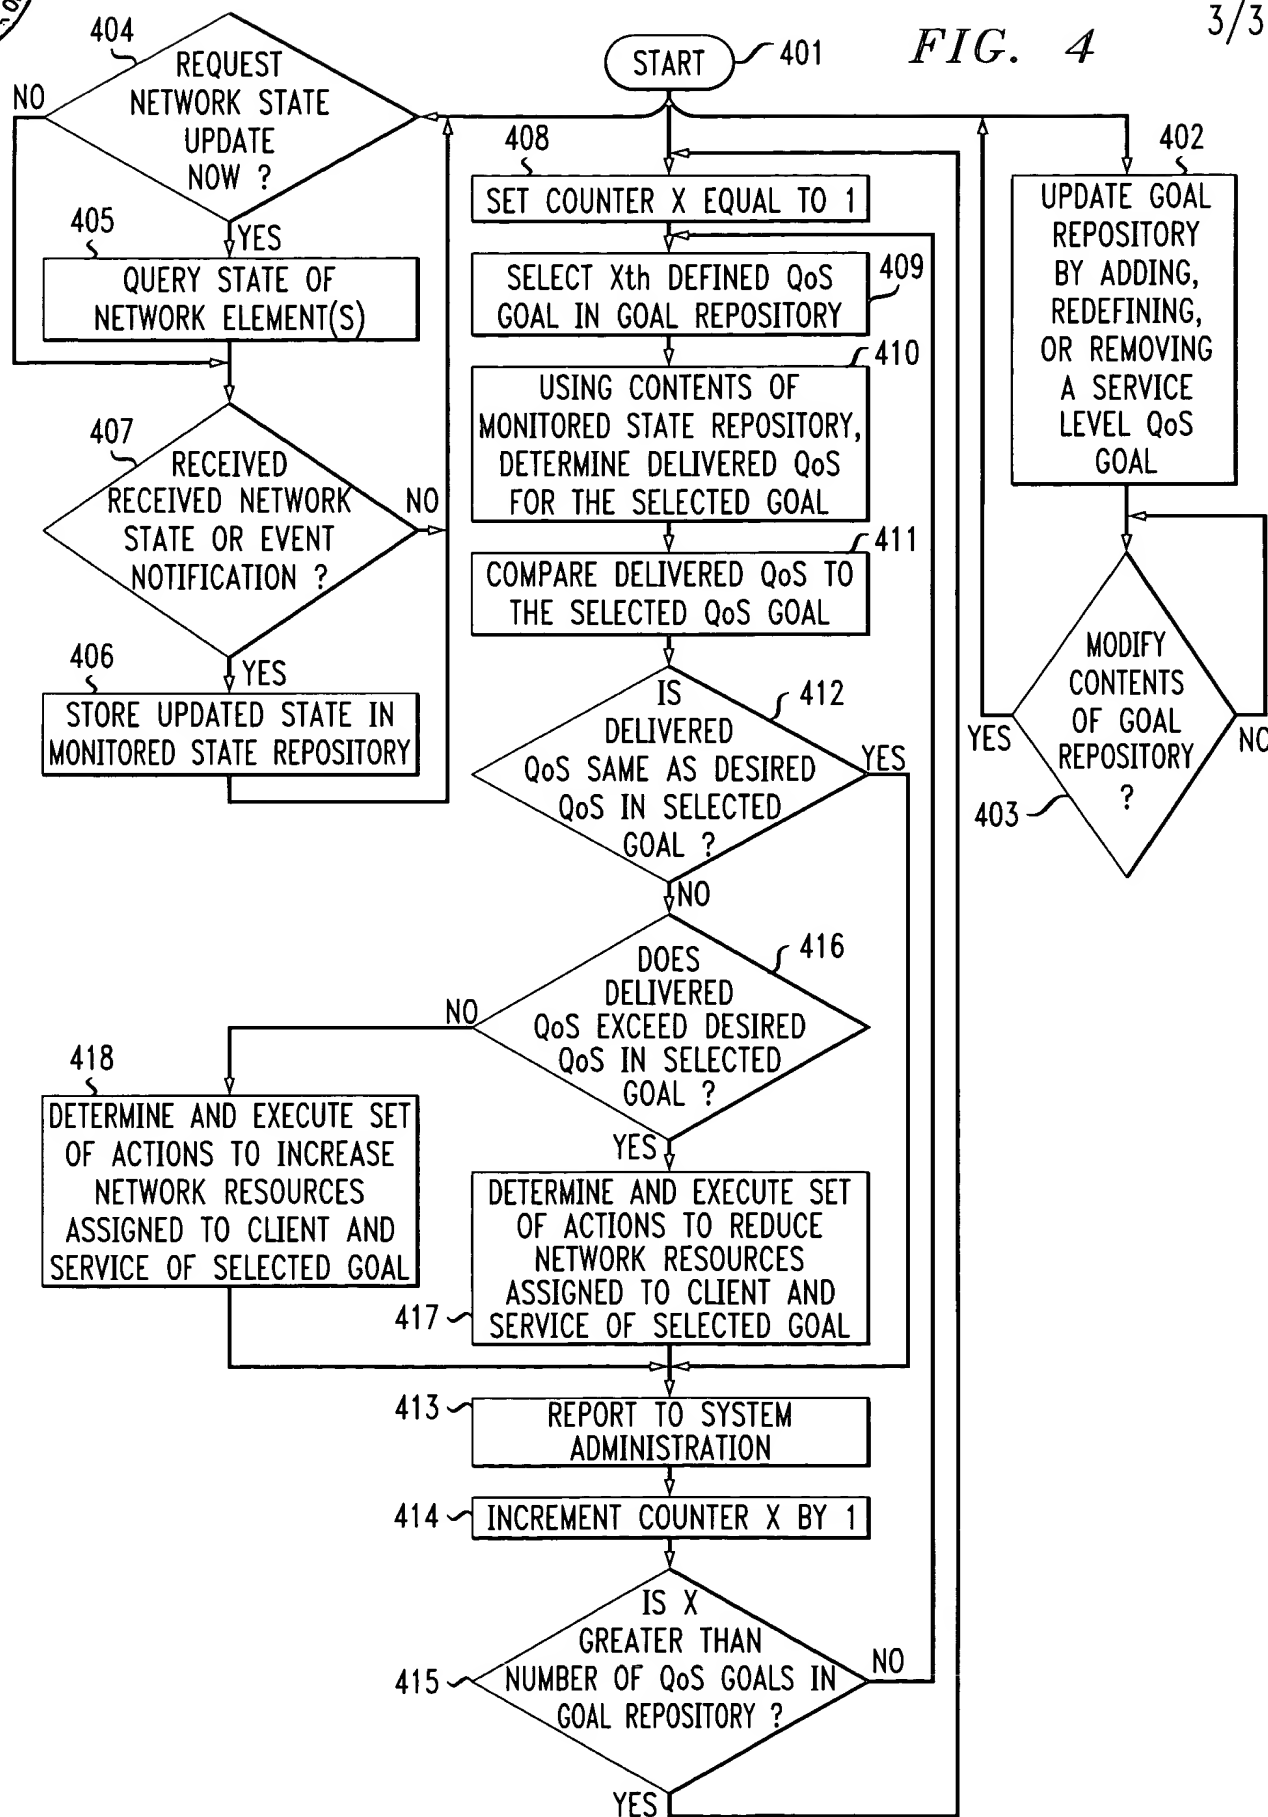 3/3
FIG. 4
START
401
404
REQUEST
NETWORK STATE
UPDATE
NOW ?
NO
YES
405
QUERY STATE OF
NETWORK ELEMENT(S)
407
RECEIVED
RECEIVED NETWORK
STATE OR EVENT
NOTIFICATION ?
NO
YES
406
STORE UPDATED STATE IN
MONITORED STATE REPOSITORY
408
SET COUNTER X EQUAL TO 1
409
SELECT Xth DEFINED QoS
GOAL IN GOAL REPOSITORY
410
USING CONTENTS OF
MONITORED STATE REPOSITORY,
DETERMINE DELIVERED QoS
FOR THE SELECTED GOAL
411
COMPARE DELIVERED QoS TO
THE SELECTED QoS GOAL
412
IS
DELIVERED
QoS SAME AS DESIRED
QoS IN SELECTED
GOAL ?
YES
NO
416
DOES
DELIVERED
QoS EXCEED DESIRED
QoS IN SELECTED
GOAL ?
NO
YES
418
DETERMINE AND EXECUTE SET
OF ACTIONS TO INCREASE
NETWORK RESOURCES
ASSIGNED TO CLIENT AND
SERVICE OF SELECTED GOAL
417
DETERMINE AND EXECUTE SET
OF ACTIONS TO REDUCE
NETWORK RESOURCES
ASSIGNED TO CLIENT AND
SERVICE OF SELECTED GOAL
413
REPORT TO SYSTEM
ADMINISTRATION
414
INCREMENT COUNTER X BY 1
415
IS X
GREATER THAN
NUMBER OF QoS GOALS IN
GOAL REPOSITORY ?
NO
YES
402
UPDATE GOAL
REPOSITORY
BY ADDING,
REDEFINING,
OR REMOVING
A SERVICE
LEVEL QoS
GOAL
403
MODIFY
CONTENTS
OF GOAL
REPOSITORY
?
YES
NO